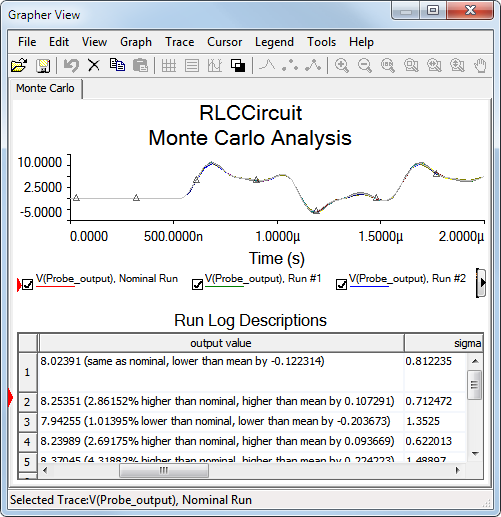 Grapher View
File Edit View Graph Trace Cursor Legend Tools Help
Monte Carlo
RLCCircuit
Monte Carlo Analysis
10.0000
2.5000
-5.0000
0.0000 500.0000n 1.0000µ 1.5000µ 2.0000µ
Time (s)
V(Probe_output), Nominal Run V(Probe_output), Run #1 V(Probe_output), Run #2
Run Log Descriptions
output value sigma
1 8.02391 (same as nominal, lower than mean by -0.122314) 0.812235
2 8.25351 (2.86152% higher than nominal, higher than mean by 0.107291) 0.712472
3 7.94255 (1.01395% lower than nominal, lower than mean by -0.203673) 1.3525
4 8.23989 (2.69175% higher than nominal, higher than mean by 0.093669) 0.622013
5 8.37045 (4.31882% higher than nominal, higher than mean by 0.224223) 1.48897
Selected Trace:V(Probe_output), Nominal Run